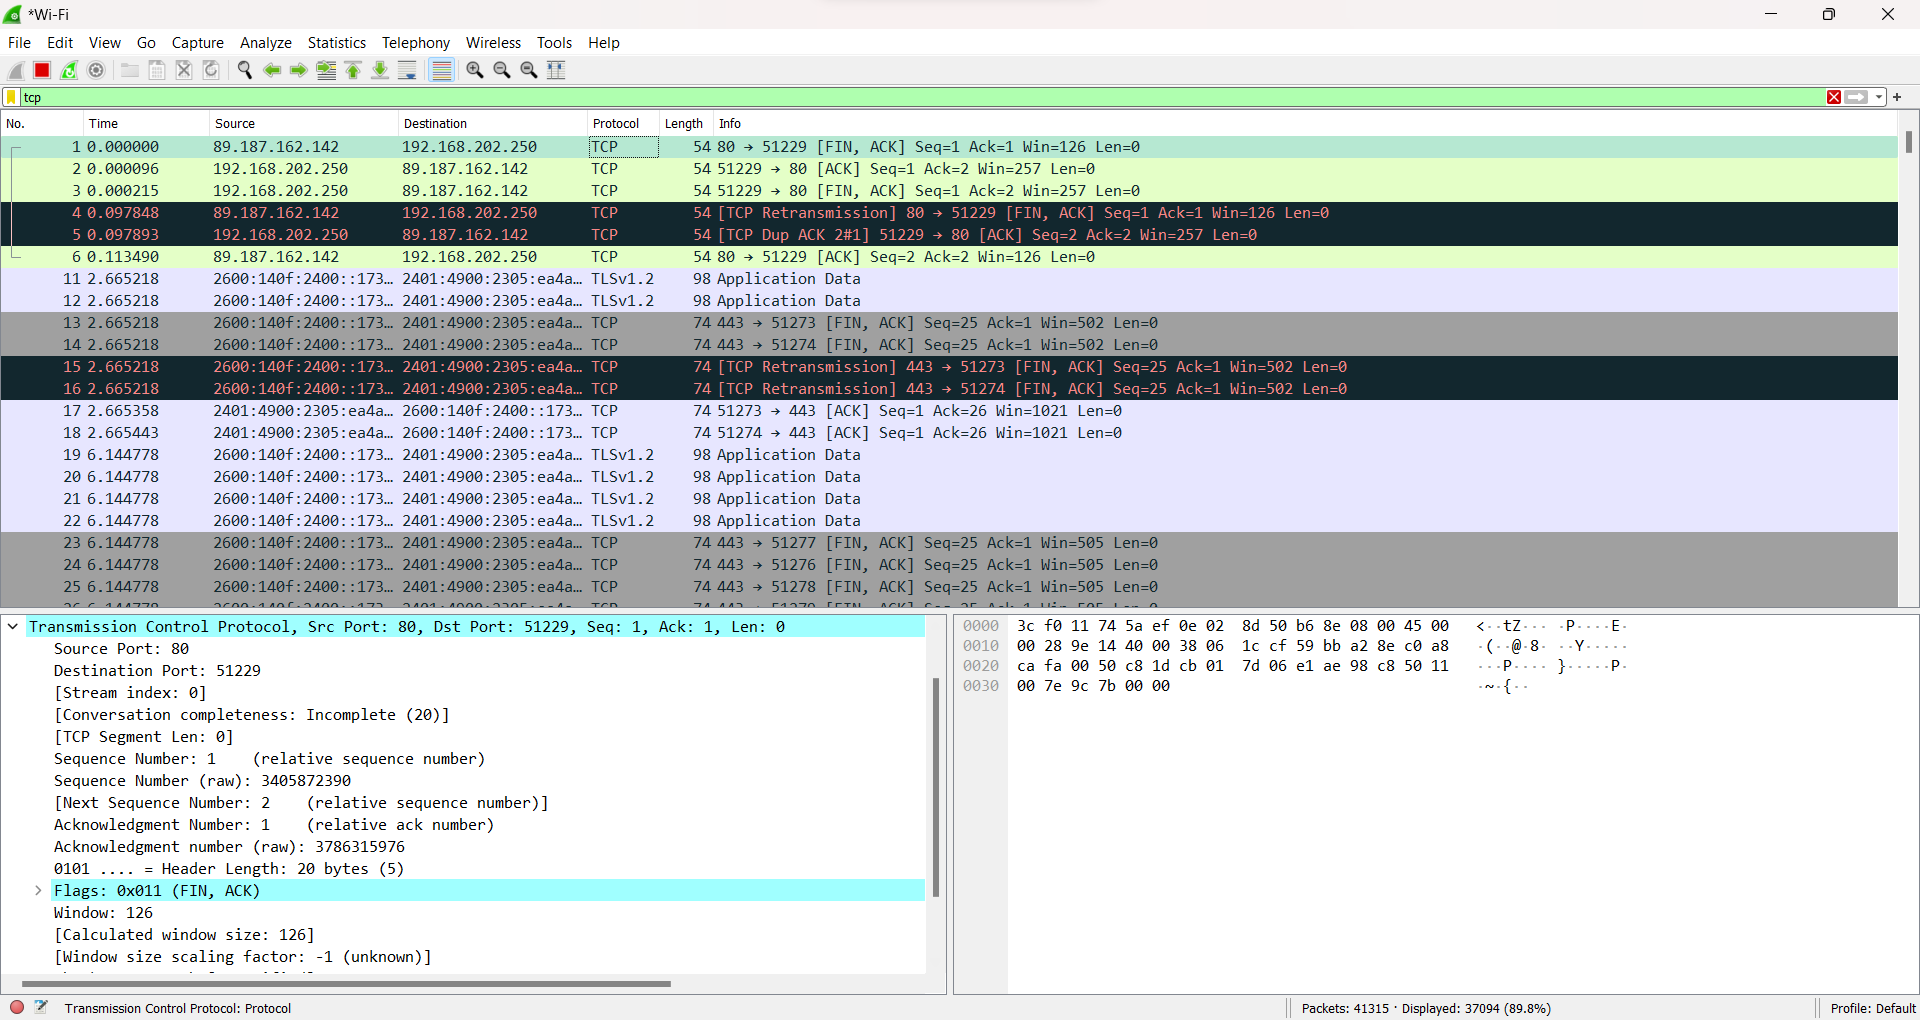 *Wi-Fi
File Edit View Go Capture Analyze Statistics Telephony Wireless Tools Help
tcp
No. Time Source Destination Protocol Length Info
1 0.000000 89.187.162.142 192.168.202.250 TCP 54 80 → 51229 [FIN, ACK] Seq=1 Ack=1 Win=126 Len=0
2 0.000096 192.168.202.250 89.187.162.142 TCP 54 51229 → 80 [ACK] Seq=1 Ack=2 Win=257 Len=0
3 0.000215 192.168.202.250 89.187.162.142 TCP 54 51229 → 80 [FIN, ACK] Seq=1 Ack=2 Win=257 Len=0
4 0.097848 89.187.162.142 192.168.202.250 TCP 54 [TCP Retransmission] 80 → 51229 [FIN, ACK] Seq=1 Ack=1 Win=126 Len=0
5 0.097893 192.168.202.250 89.187.162.142 TCP 54 [TCP Dup ACK 2#1] 51229 → 80 [ACK] Seq=2 Ack=2 Win=257 Len=0
6 0.113490 89.187.162.142 192.168.202.250 TCP 54 80 → 51229 [ACK] Seq=2 Ack=2 Win=126 Len=0
11 2.665218 2600:140f:2400::173… 2401:4900:2305:ea4a… TLSv1.2 98 Application Data
12 2.665218 2600:140f:2400::173… 2401:4900:2305:ea4a… TLSv1.2 98 Application Data
13 2.665218 2600:140f:2400::173… 2401:4900:2305:ea4a… TCP 74 443 → 51273 [FIN, ACK] Seq=25 Ack=1 Win=502 Len=0
14 2.665218 2600:140f:2400::173… 2401:4900:2305:ea4a… TCP 74 443 → 51274 [FIN, ACK] Seq=25 Ack=1 Win=502 Len=0
15 2.665218 2600:140f:2400::173… 2401:4900:2305:ea4a… TCP 74 [TCP Retransmission] 443 → 51273 [FIN, ACK] Seq=25 Ack=1 Win=502 Len=0
16 2.665218 2600:140f:2400::173… 2401:4900:2305:ea4a… TCP 74 [TCP Retransmission] 443 → 51274 [FIN, ACK] Seq=25 Ack=1 Win=502 Len=0
17 2.665358 2401:4900:2305:ea4a… 2600:140f:2400::173… TCP 74 51273 → 443 [ACK] Seq=1 Ack=26 Win=1021 Len=0
18 2.665443 2401:4900:2305:ea4a… 2600:140f:2400::173… TCP 74 51274 → 443 [ACK] Seq=1 Ack=26 Win=1021 Len=0
19 6.144778 2600:140f:2400::173… 2401:4900:2305:ea4a… TLSv1.2 98 Application Data
20 6.144778 2600:140f:2400::173… 2401:4900:2305:ea4a… TLSv1.2 98 Application Data
21 6.144778 2600:140f:2400::173… 2401:4900:2305:ea4a… TLSv1.2 98 Application Data
22 6.144778 2600:140f:2400::173… 2401:4900:2305:ea4a… TLSv1.2 98 Application Data
23 6.144778 2600:140f:2400::173… 2401:4900:2305:ea4a… TCP 74 443 → 51277 [FIN, ACK] Seq=25 Ack=1 Win=505 Len=0
24 6.144778 2600:140f:2400::173… 2401:4900:2305:ea4a… TCP 74 443 → 51276 [FIN, ACK] Seq=25 Ack=1 Win=505 Len=0
25 6.144778 2600:140f:2400::173… 2401:4900:2305:ea4a… TCP 74 443 → 51278 [FIN, ACK] Seq=25 Ack=1 Win=505 Len=0
Transmission Control Protocol, Src Port: 80, Dst Port: 51229, Seq: 1, Ack: 1, Len: 0
Source Port: 80
Destination Port: 51229
[Stream index: 0]
[Conversation completeness: Incomplete (20)]
[TCP Segment Len: 0]
Sequence Number: 1 (relative sequence number)
Sequence Number (raw): 3405872390
[Next Sequence Number: 2 (relative sequence number)]
Acknowledgment Number: 1 (relative ack number)
Acknowledgment number (raw): 3786315976
0101 .... = Header Length: 20 bytes (5)
Flags: 0x011 (FIN, ACK)
Window: 126
[Calculated window size: 126]
[Window size scaling factor: -1 (unknown)]
0000 3c f0 11 74 5a ef 0e 02 8d 50 b6 8e 08 00 45 00 <··tZ··· ·P····E·
0010 00 28 9e 14 40 00 38 06 1c cf 59 bb a2 8e c0 a8 ·(··@·8· ··Y·····
0020 ca fa 00 50 c8 1d cb 01 7d 06 e1 ae 98 c8 50 11 ···P···· }·····P·
0030 00 7e 9c 7b 00 00 ·~·{··
Transmission Control Protocol: Protocol
Packets: 41315 · Displayed: 37094 (89.8%)
Profile: Default